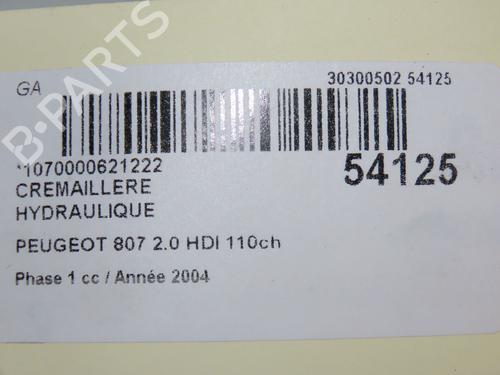 B-PARTS
GA
30300502 54125
*1070000621222
54125
CREMAILLERE
HYDRAULIQUE
PEUGEOT 807 2.0 HDI 110ch
Phase 1 cc / Année 2004